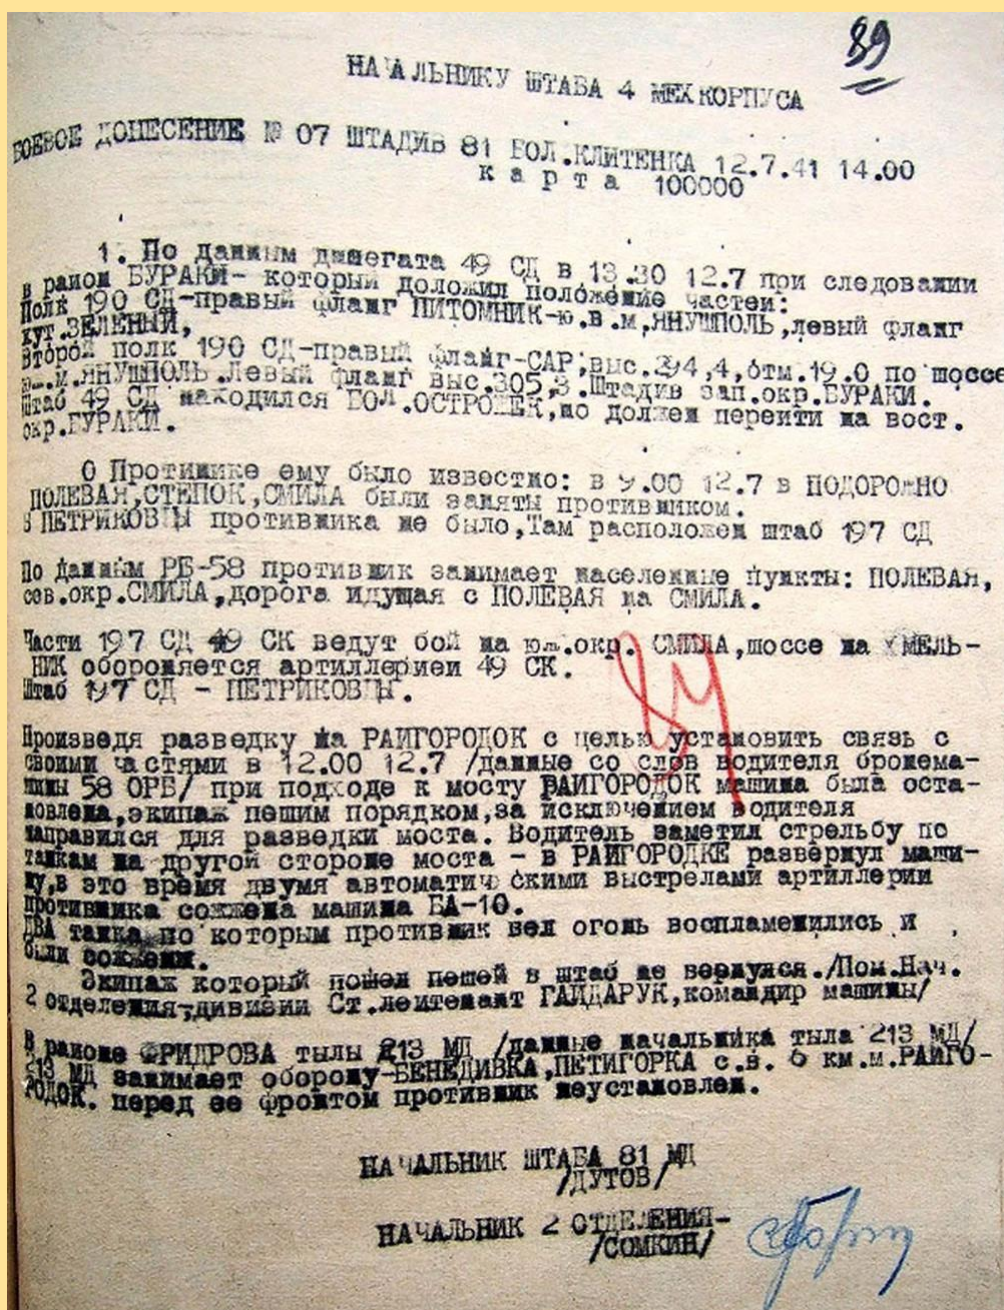 89
НАЧАЛЬНИКУ ШТАБА 4 МЕХКОРПУСА
БОЕВОЕ ДОНЕСЕНИЕ № 07 ШТАДИВ 81 БОЛ.КЛИТЕНКА 12.7.41 14.00
карта 100000
1. По данным делегата 49 СД в 13.30 12.7 при следовании
в район БУРАКИ- который доложил положение частей:
Полк 190 СД-правый фланг ПИТОМНИК-ю.в.м,ЯНУШПОЛЬ,левый фланг
хут.ЗЕЛЕНЫЙ,
Второй полк 190 СД-правый фланг-САР,выс.294,4,отм.19.0 по шоссе
м.ЯНУШПОЛЬ.Левый фланг выс.305,3.Штадив зап.окр.БУРАКИ.
Штаб 49 СД находился БОЛ.ОСТРОЖЕК,но должен перейти на вост.
окр.БУРАКИ.
О Противнике ему было известно: в 9.00 12.7 в ПОДОРОЖНО
ПОЛЕВАЯ,СТЕПОК,СМИЛА были заняты противником.
В ПЕТРИКОВЦЫ противника не было,Там расположен штаб 197 СД
По данным РБ-58 противник занимает населенные пункты: ПОЛЕВАЯ,
сев.окр.СМИЛА,дорога идущая с ПОЛЕВАЯ на СМИЛА.
Части 197 СД 49 СК ведут бой на юж.окр. СМИЛА,шоссе на ХМЕЛЬ-
НИК обороняется артиллерией 49 СК.
Штаб 197 СД - ПЕТРИКОВЦЫ.
Произведя разведку на РАЙГОРОДОК с целью установить связь с
своими частями в 12.00 12.7 /данные со слов водителя бронема-
шины 58 ОРБ/ при подходе к мосту РАЙГОРОДОК машина была оста-
новлена,экипаж пешим порядком,за исключением водителя
направился для разведки моста. Водитель заметил стрельбу по
танкам на другой стороне моста - в РАЙГОРОДКЕ развернул маши-
ну,в это время двумя автоматическими выстрелами артиллерии
противника сожжена машина БА-10.
ДВА танка по которым противник вел огонь воспламенились и
были сожжены.
Экипаж который пошел пешей в штаб не вернулся./Пом.Нач.
2 отделения-дивизии Ст.лейтенант ГАЛДАРУК,командир машины/
В районе ФРИДРОВА тылы 213 МД /данные начальника тыла 213 МД/
213 МД занимает оборону-БЕНЕДИВКА,ПЕТИГОРКА с.в. 6 км.м.РАЙГО-
РОДОК. перед ее фронтом противник неустановлен.
НАЧАЛЬНИК ШТАБА 81 МД
/ДУТОВ/
НАЧАЛЬНИК 2 ОТДЕЛЕНИЯ-
/СОМКИН/